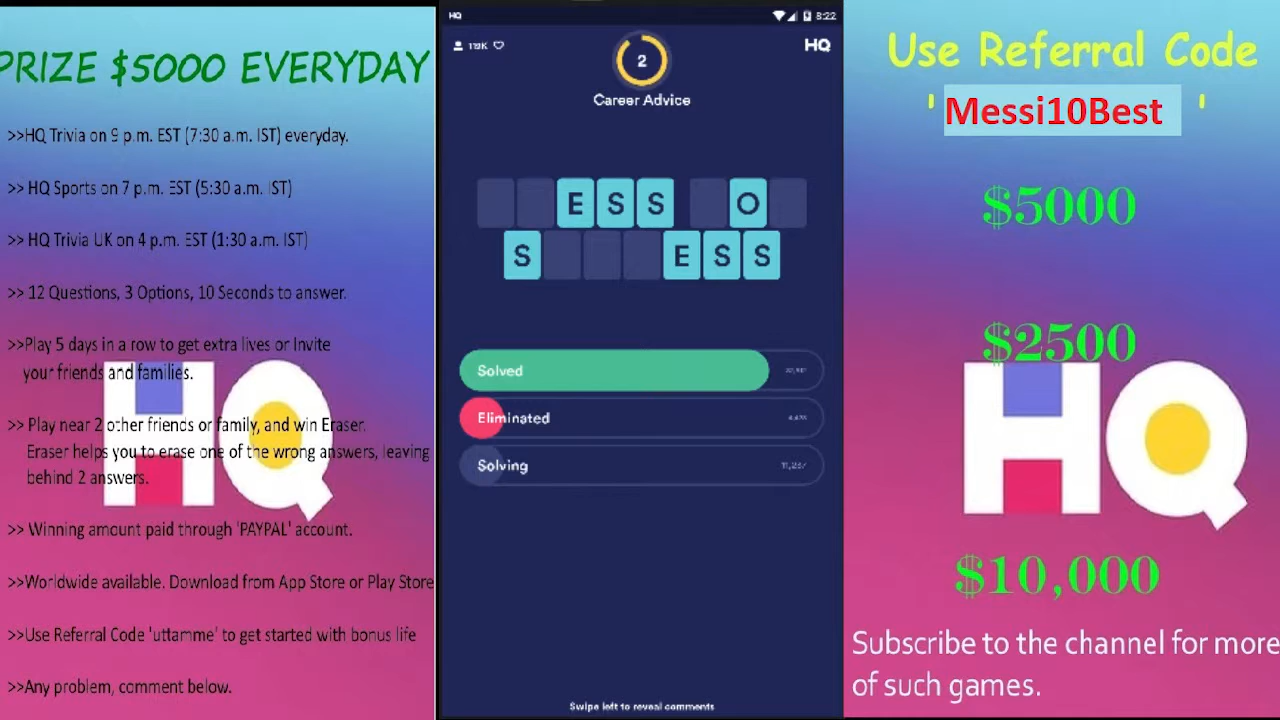 PRIZE $5000 EVERYDAY
>>HQ Trivia on 9 p.m. EST (7:30 a.m. IST) everyday.
>> HQ Sports on 7 p.m. EST (5:30 a.m. IST)
>> HQ Trivia UK on 4 p.m. EST (1:30 a.m. IST)
>> 12 Questions, 3 Options, 10 Seconds to answer.
>>Play 5 days in a row to get extra lives or Invite
your friends and families.
>> Play near 2 other friends or family, and win Eraser.
Eraser helps you to erase one of the wrong answers, leaving
behind 2 answers.
>> Winning amount paid through 'PAYPAL' account.
>>Worldwide available. Download from App Store or Play Store
>>Use Referral Code 'uttamme' to get started with bonus life
>>Any problem, comment below.
HQ
HQ 8:22
119K HQ
2
Career Advice
E S S O
S E S S
Solved
Eliminated
Solving
Swipe left to reveal comments
Use Referral Code
' Messi10Best '
$5000
$2500
HQ
$10,000
Subscribe to the channel for more
of such games.